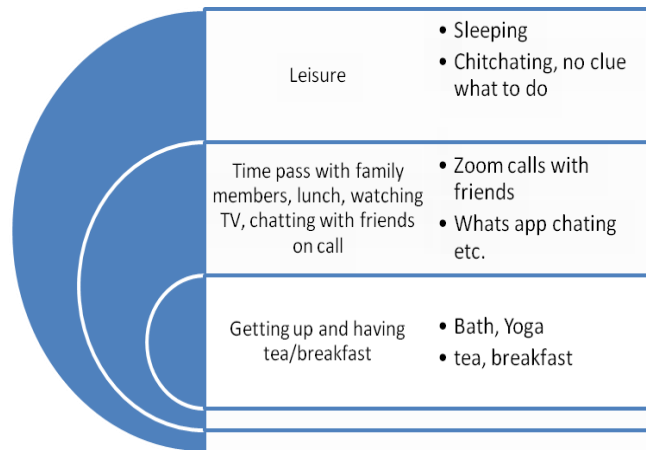 Leisure
• Sleeping
• Chitchating, no clue
what to do
Time pass with family
members, lunch, watching
TV, chatting with friends
on call
• Zoom calls with
friends
• Whats app chating
etc.
Getting up and having
tea/breakfast
• Bath, Yoga
• tea, breakfast